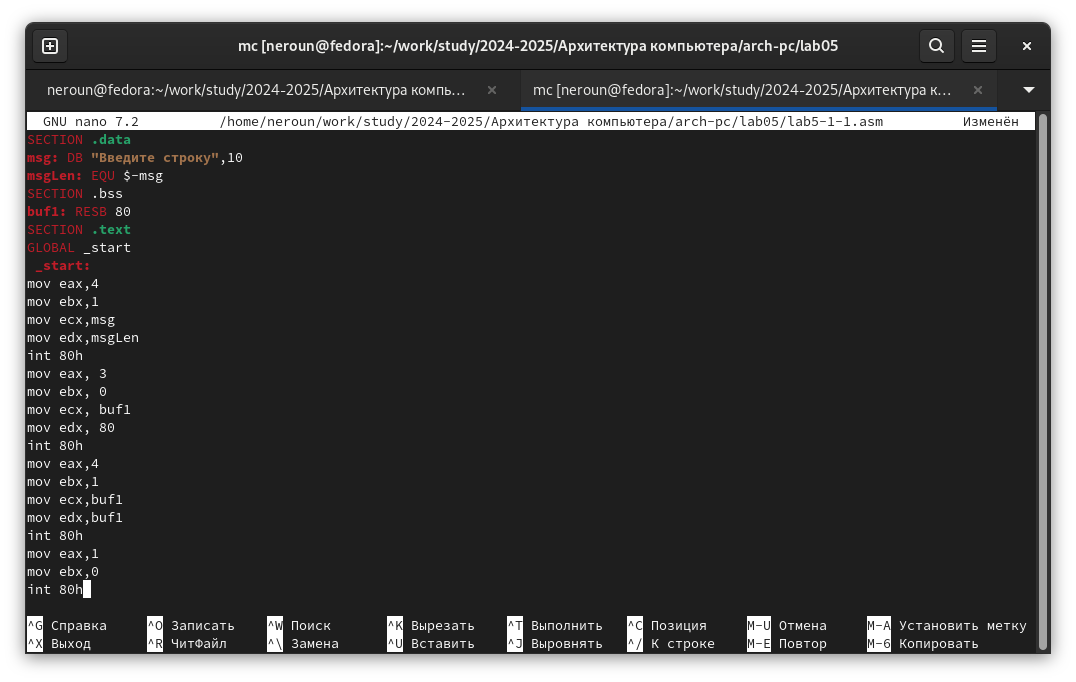 mc [neroun@fedora]:~/work/study/2024-2025/Архитектура компьютера/arch-pc/lab05
neroun@fedora:~/work/study/2024-2025/Архитектура компь… mc [neroun@fedora]:~/work/study/2024-2025/Архитектура к…
GNU nano 7.2 /home/neroun/work/study/2024-2025/Архитектура компьютера/arch-pc/lab05/lab5-1-1.asm Изменён
SECTION .data
msg: DB "Введите строку",10
msgLen: EQU $-msg
SECTION .bss
buf1: RESB 80
SECTION .text
GLOBAL _start
_start:
mov eax,4
mov ebx,1
mov ecx,msg
mov edx,msgLen
int 80h
mov eax, 3
mov ebx, 0
mov ecx, buf1
mov edx, 80
int 80h
mov eax,4
mov ebx,1
mov ecx,buf1
mov edx,buf1
int 80h
mov eax,1
mov ebx,0
int 80h
^G Справка ^O Записать ^W Поиск ^K Вырезать ^T Выполнить ^C Позиция M-U Отмена M-A Установить метку
^X Выход ^R ЧитФайл ^\ Замена ^U Вставить ^J Выровнять ^/ К строке M-E Повтор M-6 Копировать